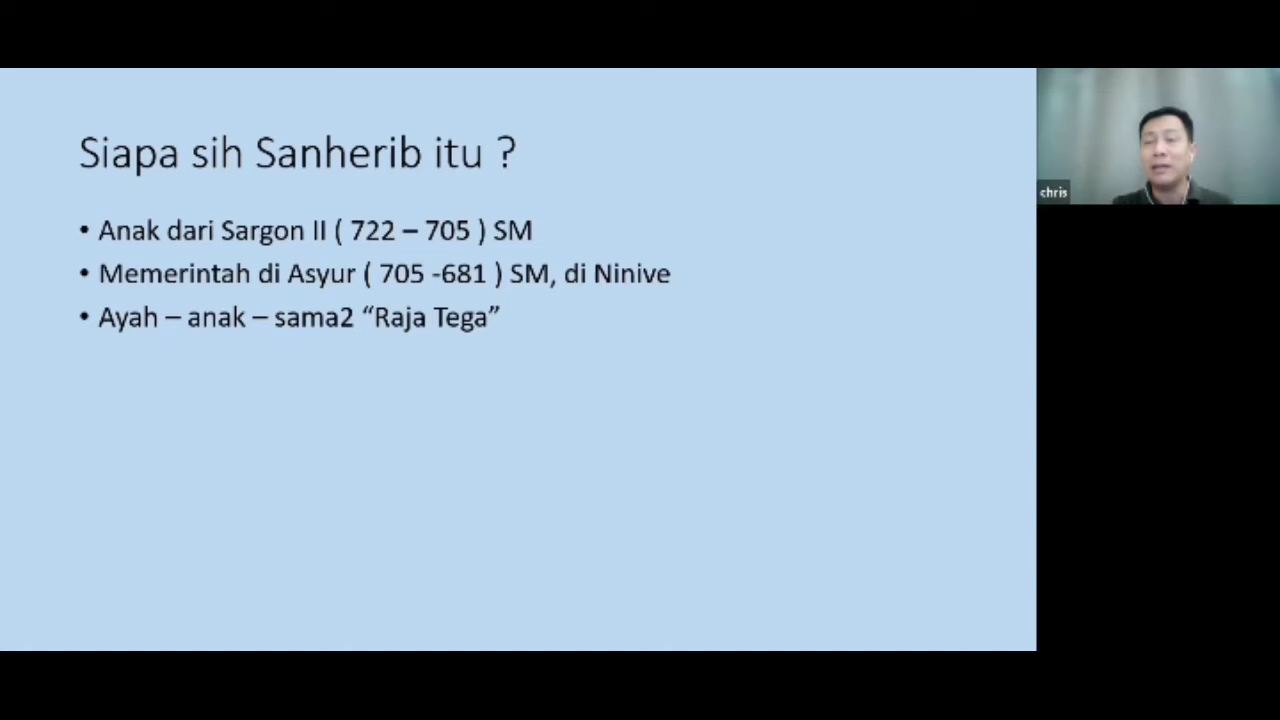 Siapa sih Sanherib itu ?
• Anak dari Sargon II ( 722 – 705 ) SM
• Memerintah di Asyur ( 705 -681 ) SM, di Ninive
• Ayah – anak – sama2 “Raja Tega”
chris